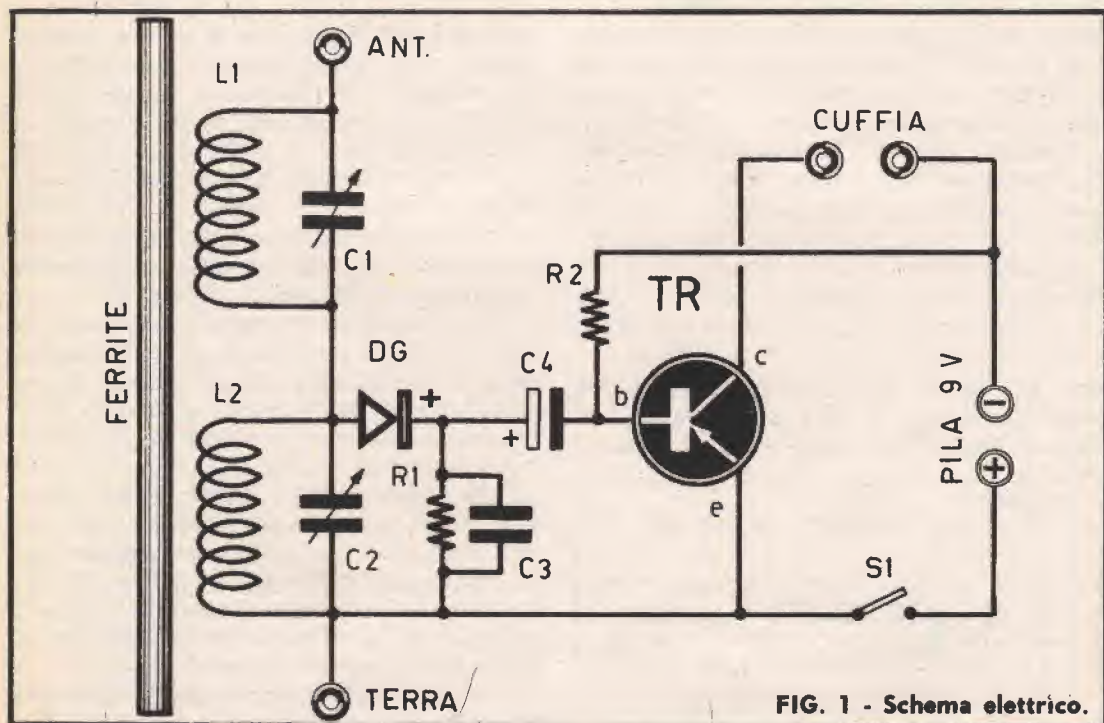 ANT.
L1
CUFFIA
C1
R2
TR
FERRITE
DG
C4
c
L2
+
+
b
PILA 9 V
−
+
R1
e
C2
C3
S1
TERRA
FIG. 1 - Schema elettrico.